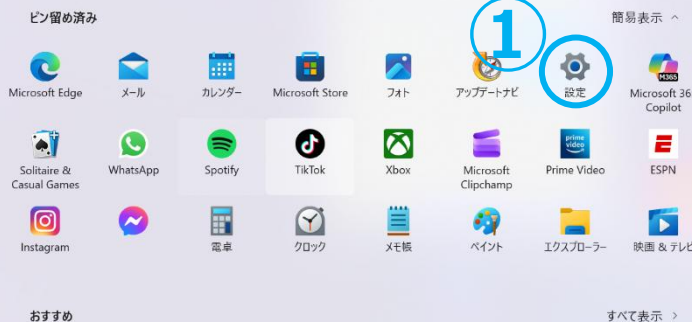 ピン留め済み
簡易表示
①
M365
Microsoft Edge
メール
カレンダー
Microsoft Store
フォト
アップデートナビ
設定
Microsoft 36
Copilot
prime
video
Solitaire &
Casual Games
WhatsApp
Spotify
TikTok
Xbox
Microsoft
Clipchamp
Prime Video
ESPN
Instagram
電卓
クロック
メモ帳
ペイント
エクスプローラー
映画 & テレビ
おすすめ
すべて表示